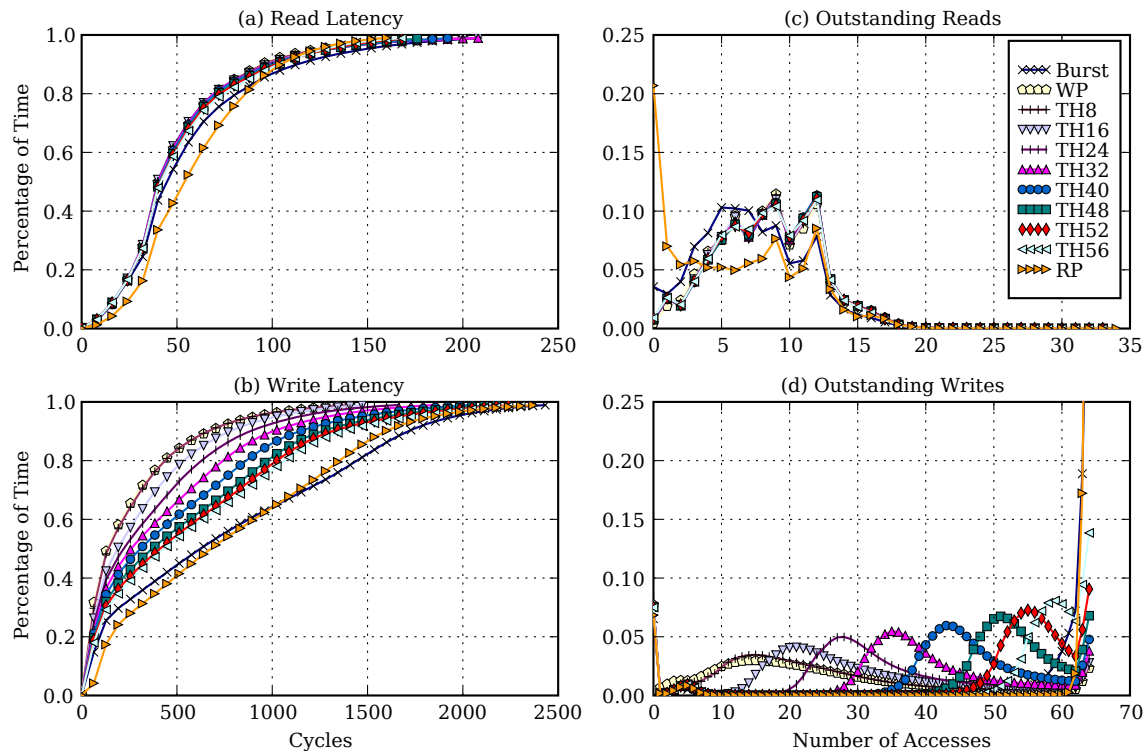 (a) Read Latency
Percentage of Time
1.0
0.8
0.6
0.4
0.2
0.0
0 50 100 150 200 250
(c) Outstanding Reads
0.25
0.20
0.15
0.10
0.05
0.00
0 5 10 15 20 25 30 35
Burst
WP
TH8
TH16
TH24
TH32
TH40
TH48
TH52
TH56
RP
(b) Write Latency
Percentage of Time
1.0
0.8
0.6
0.4
0.2
0.0
0 500 1000 1500 2000 2500
Cycles
(d) Outstanding Writes
0.25
0.20
0.15
0.10
0.05
0.00
0 10 20 30 40 50 60 70
Number of Accesses